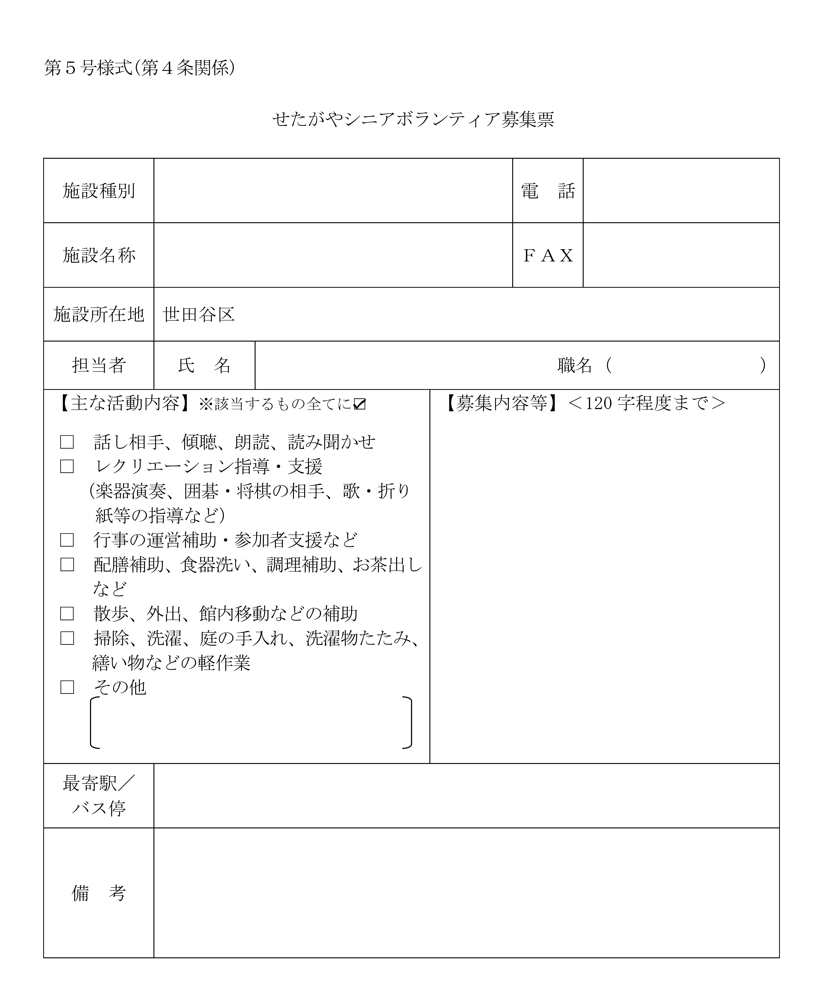 第５号様式(第４条関係)
せたがやシニアボランティア募集票
施設種別
電　話
施設名称
ＦＡＸ
施設所在地
世田谷区
担当者
氏　名
職名（　　　　　　　　）
【主な活動内容】※該当するもの全てに☑
□　話し相手、傾聴、朗読、読み聞かせ
□　レクリエーション指導・支援
(楽器演奏、囲碁・将棋の相手、歌・折り
紙等の指導など)
□　行事の運営補助・参加者支援など
□　配膳補助、食器洗い、調理補助、お茶出し
など
□　散歩、外出、館内移動などの補助
□　掃除、洗濯、庭の手入れ、洗濯物たたみ、
繕い物などの軽作業
□　その他
【募集内容等】＜120 字程度まで＞
最寄駅／
バス停
備　考